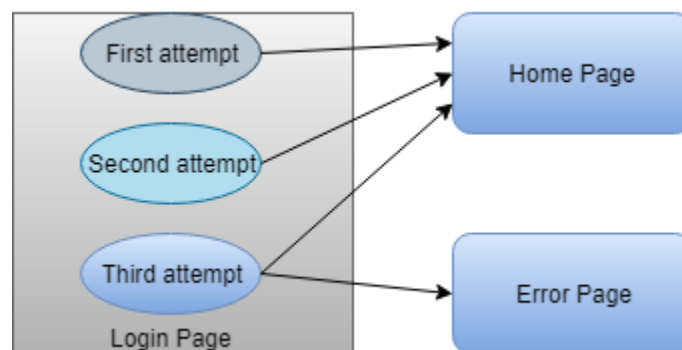 First attempt
Home Page
Second attempt
Third attempt
Error Page
Login Page